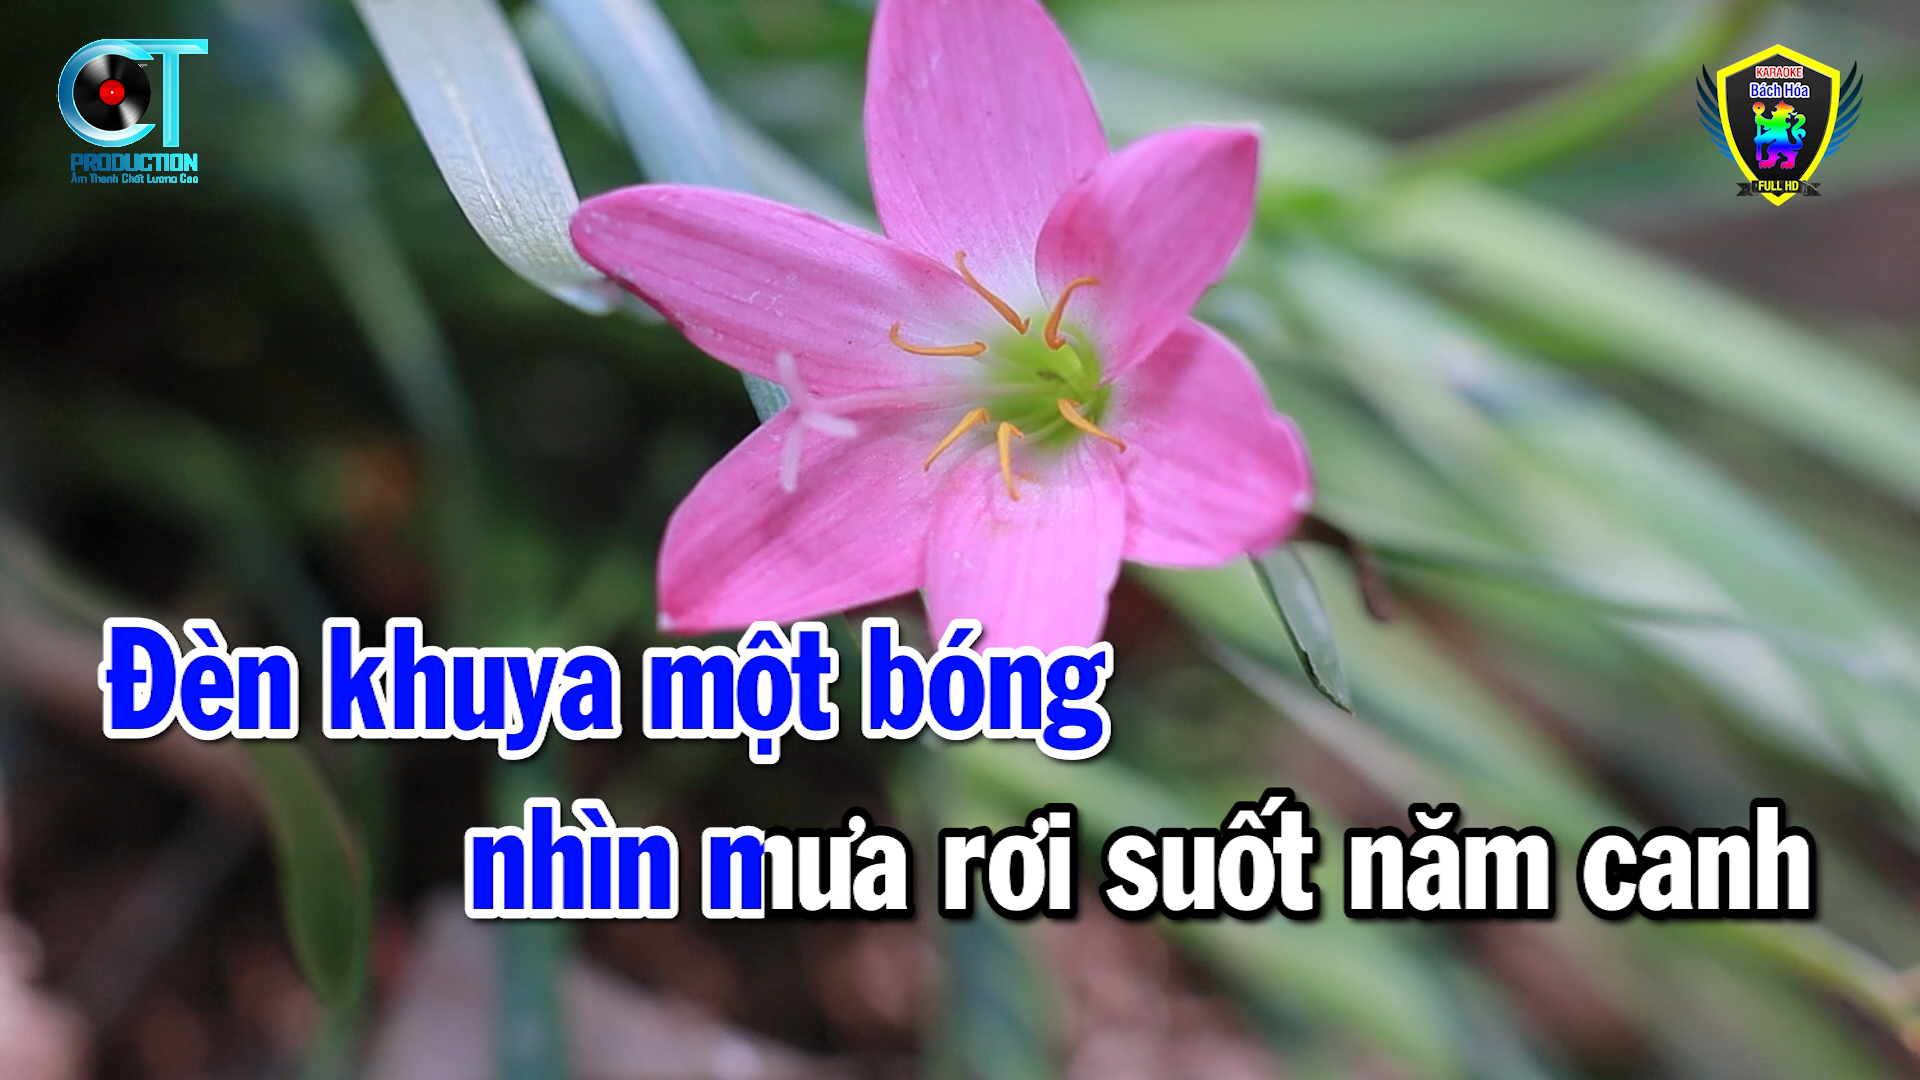 CT
PRODUCTION
Âm Thanh Chất Lượng Cao
KARAOKE
Bách Hóa
FULL HD
Đèn khuya một bóng
nhìn mưa rơi suốt năm canh